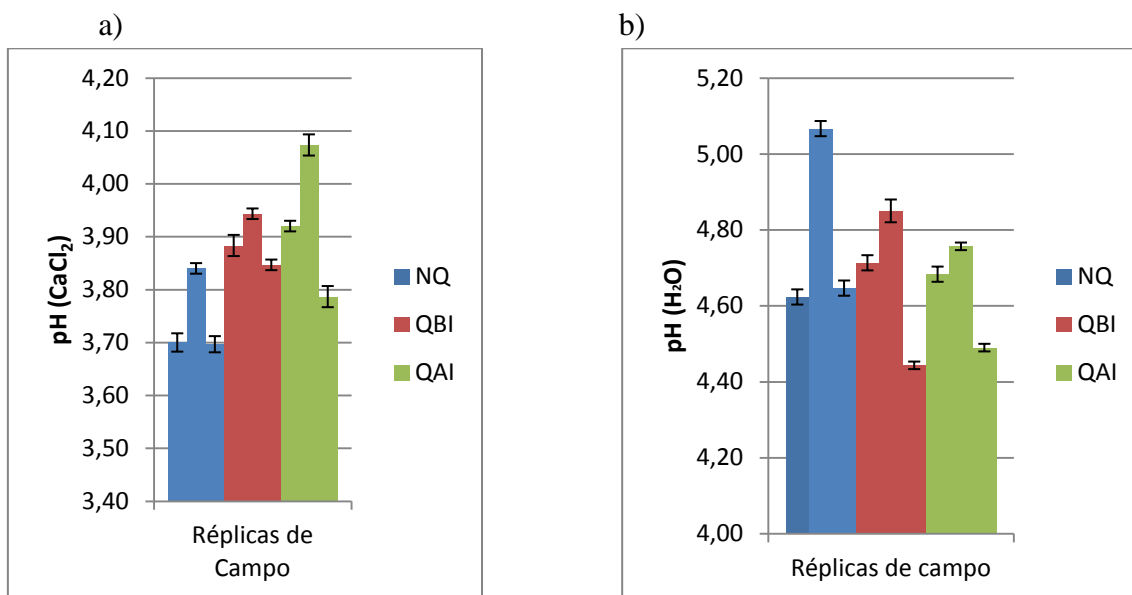 a)
4,20
4,10
4,00
3,90
3,80
3,70
3,60
3,50
3,40
pH (CaCl₂)
Réplicas de
Campo
NQ
QBI
QAI
b)
5,20
5,00
4,80
4,60
4,40
4,20
4,00
pH (H₂O)
Réplicas de campo
NQ
QBI
QAI